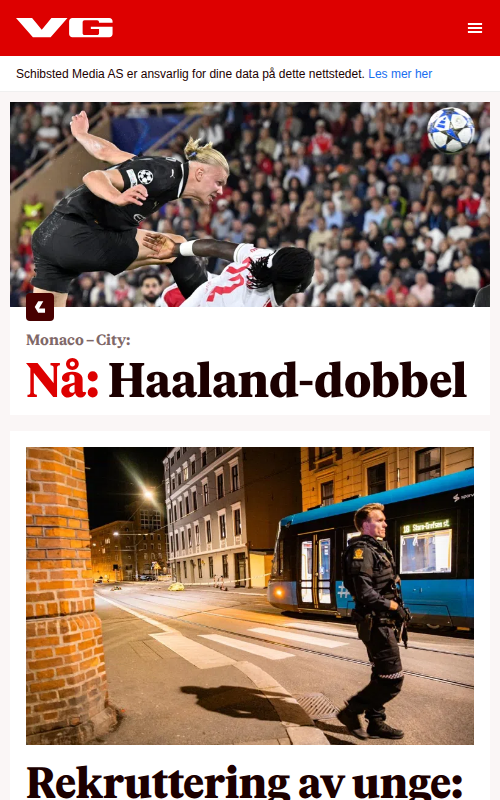 VG
Schibsted Media AS er ansvarlig for dine data på dette nettstedet. Les mer her
Monaco – City:
Nå: Haaland-dobbel
Rekruttering av unge: